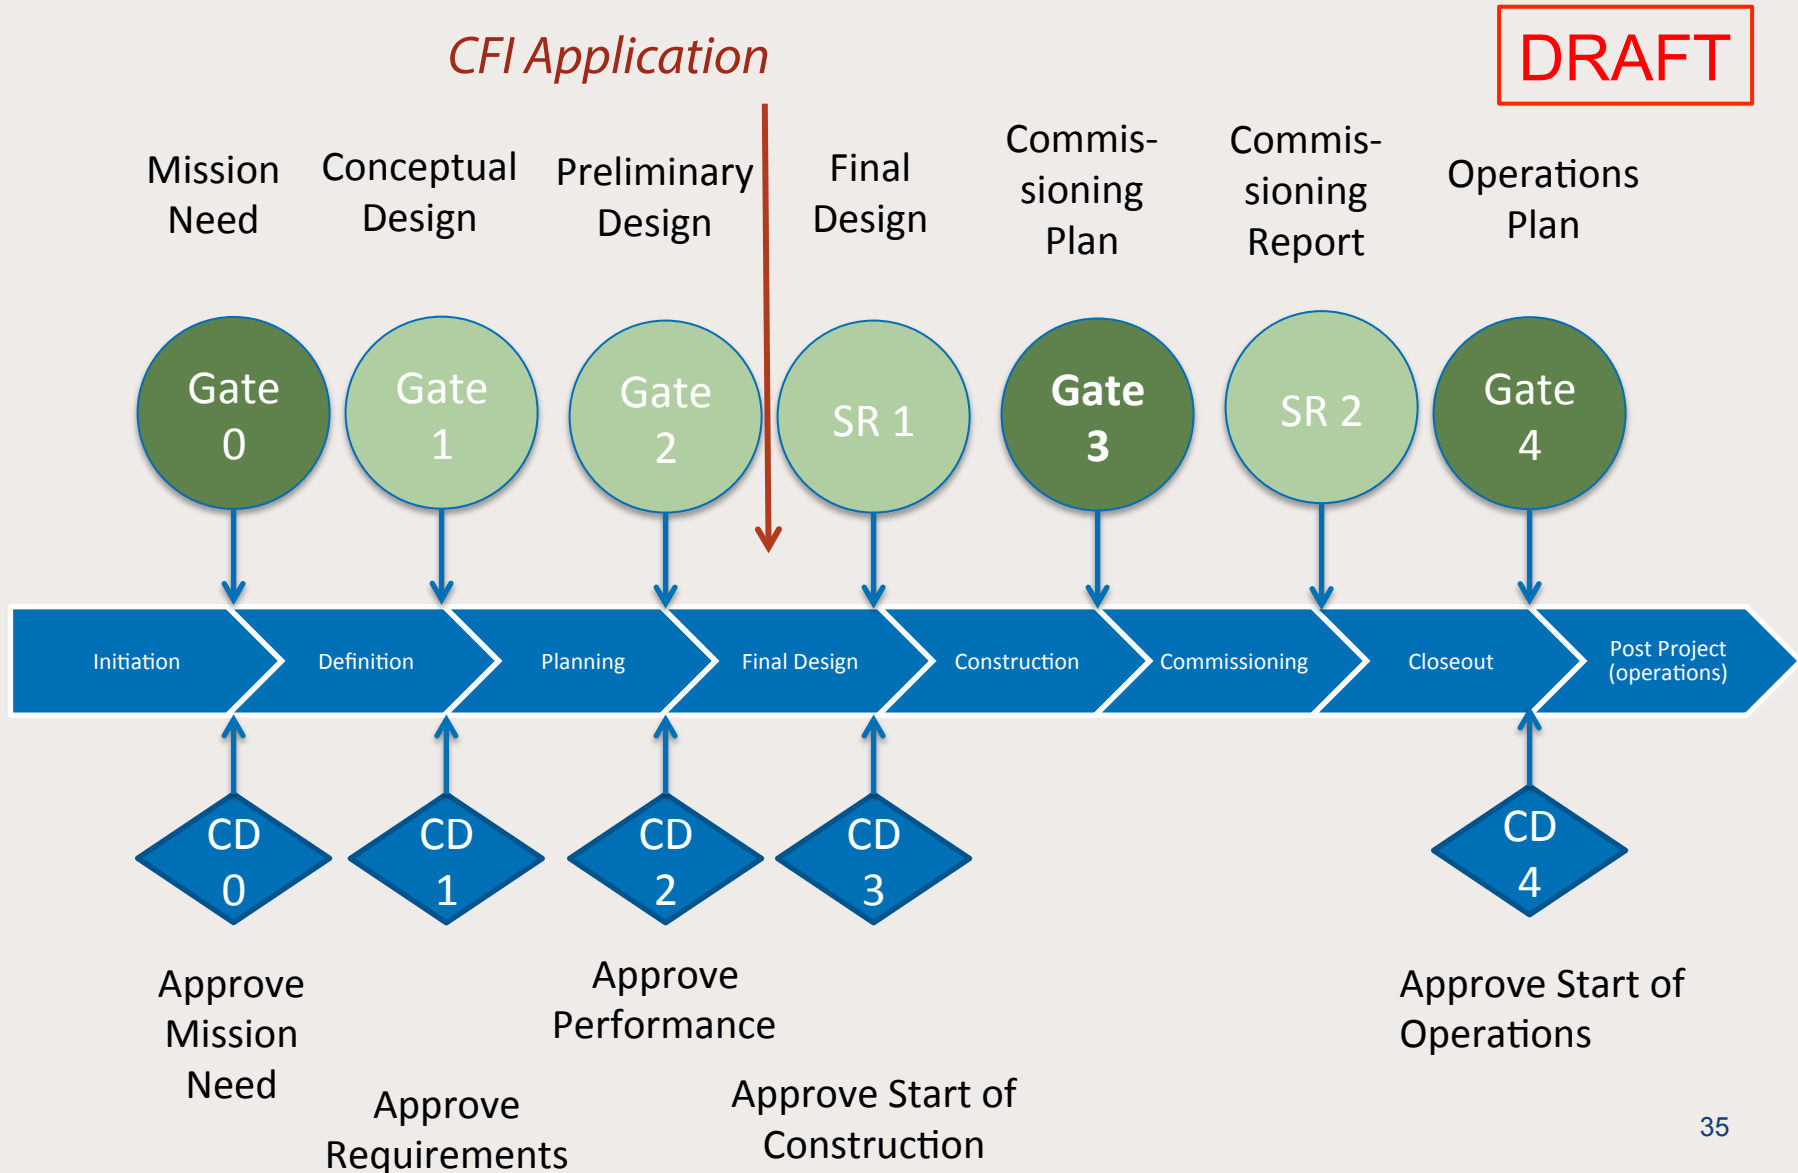 CFI Application
DRAFT
Mission
Need
Conceptual
Design
Preliminary
Design
Final
Design
Commis-
sioning
Plan
Commis-
sioning
Report
Operations
Plan
Gate
0
Gate
1
Gate
2
SR 1
Gate
3
SR 2
Gate
4
Initiation
Definition
Planning
Final Design
Construction
Commissioning
Closeout
Post Project
(operations)
CD
0
CD
1
CD
2
CD
3
CD
4
Approve
Mission
Need
Approve
Requirements
Approve
Performance
Approve Start of
Construction
Approve Start of
Operations
35